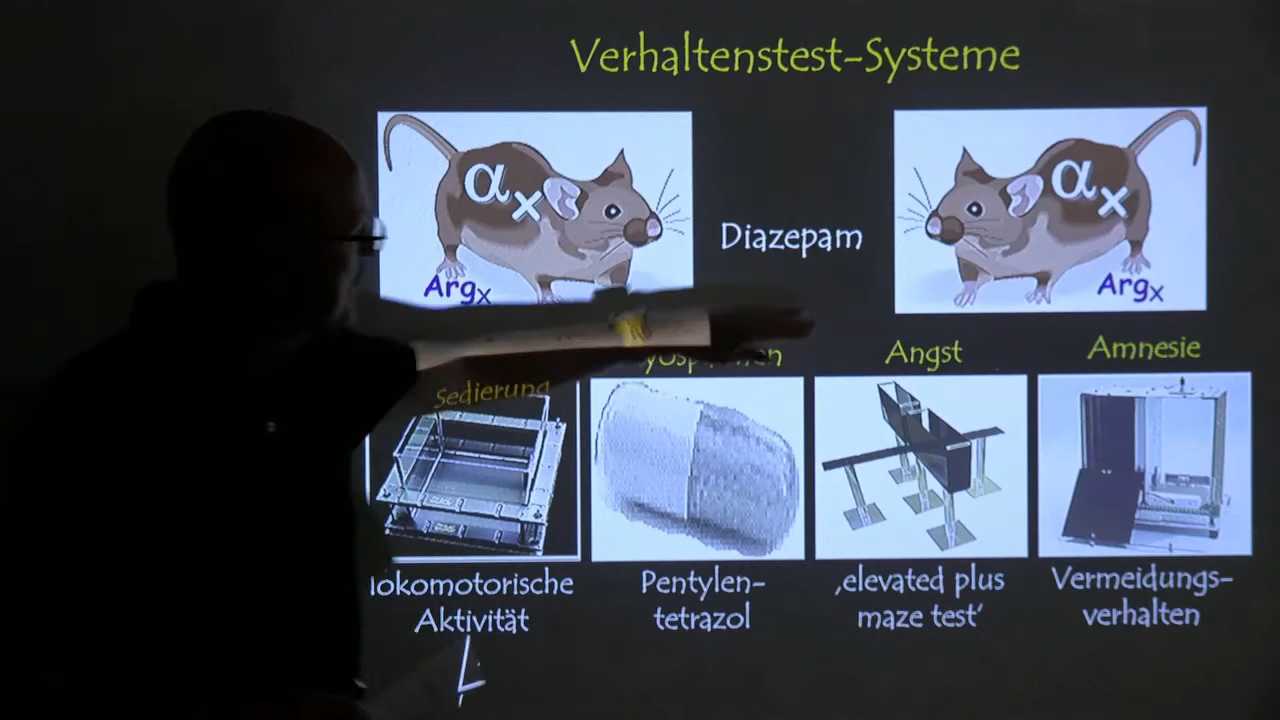 Verhaltenstest-Systeme
αx
αx
Diazepam
Argx
Argx
Angst
Amnesie
Sedierung
lokomotorische
Aktivität
Pentylen-
tetrazol
‚elevated plus
maze test‘
Vermeidungs-
verhalten